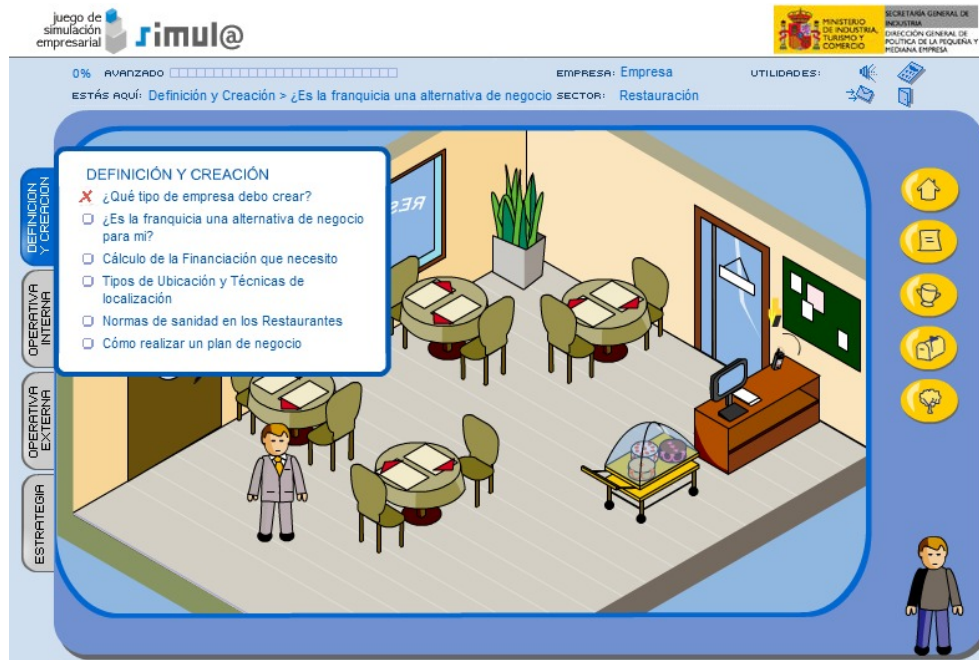 juego de
simulación
empresarial
simul@
MINISTERIO
DE INDUSTRIA,
TURISMO Y
COMERCIO
SECRETARÍA GENERAL DE
INDUSTRIA
DIRECCIÓN GENERAL DE
POLÍTICA DE LA PEQUEÑA Y
MEDIANA EMPRESA
0% AVANZADO
EMPRESA: Empresa
UTILIDADES:
ESTÁS AQUÍ: Definición y Creación > ¿Es la franquicia una alternativa de negocio
SECTOR: Restauración
DEFINICION
Y CREACION
OPERATIVA
INTERNA
OPERATIVA
EXTERNA
ESTRATEGIA
DEFINICIÓN Y CREACIÓN
¿Qué tipo de empresa debo crear?
¿Es la franquicia una alternativa de negocio
para mi?
Cálculo de la Financiación que necesito
Tipos de Ubicación y Técnicas de
localización
Normas de sanidad en los Restaurantes
Cómo realizar un plan de negocio